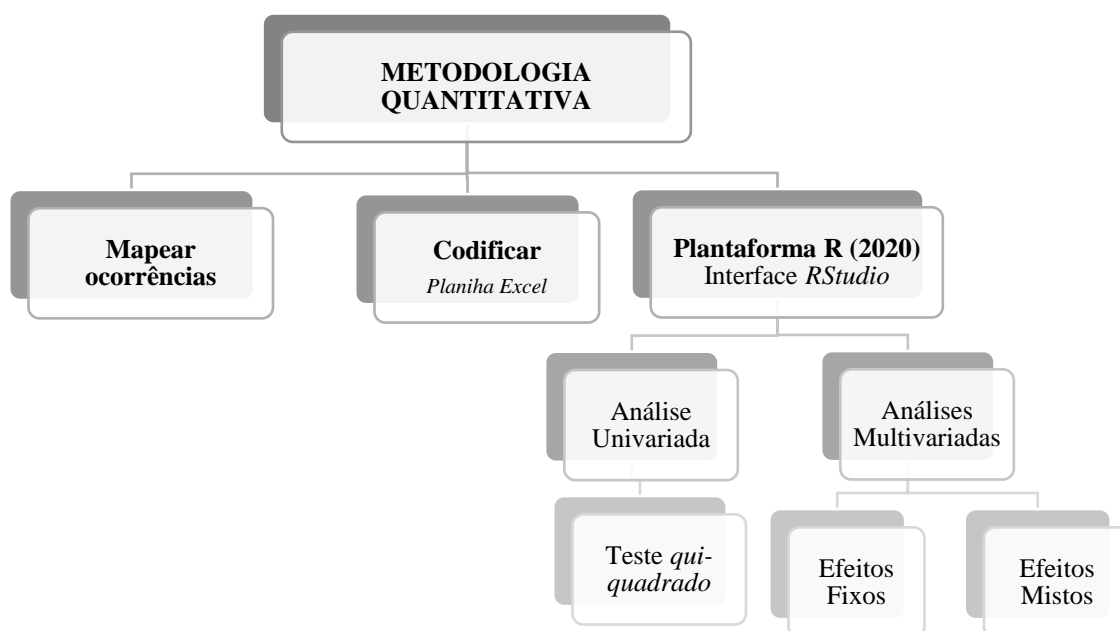 METODOLOGIA
QUANTITATIVA
Mapear
ocorrências
Codificar
Planiha Excel
Plantaforma R (2020)
Interface RStudio
Análise
Univariada
Análises
Multivariadas
Teste qui-
quadrado
Efeitos
Fixos
Efeitos
Mistos